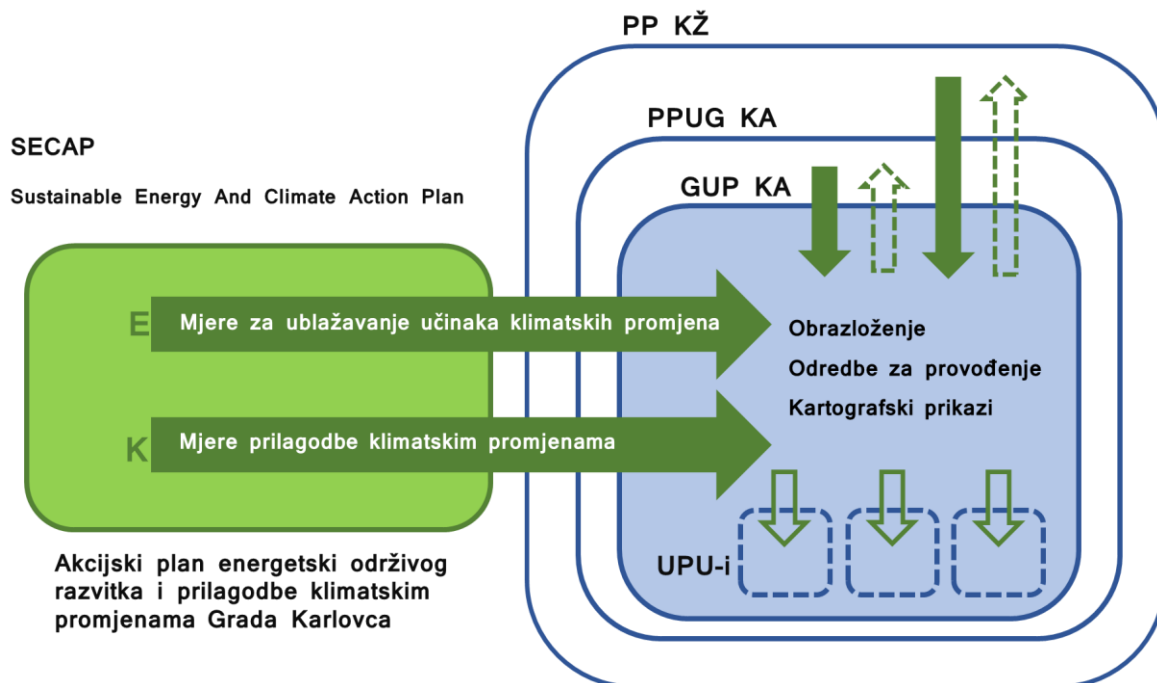 PP KŽ
PPUG KA
GUP KA
SECAP
Sustainable Energy And Climate Action Plan
E
Mjere za ublažavanje učinaka klimatskih promjena
K
Mjere prilagodbe klimatskim promjenama
Obrazloženje
Odredbe za provođenje
Kartografski prikazi
UPU-i
Akcijski plan energetski održivog
razvitka i prilagodbe klimatskim
promjenama Grada Karlovca